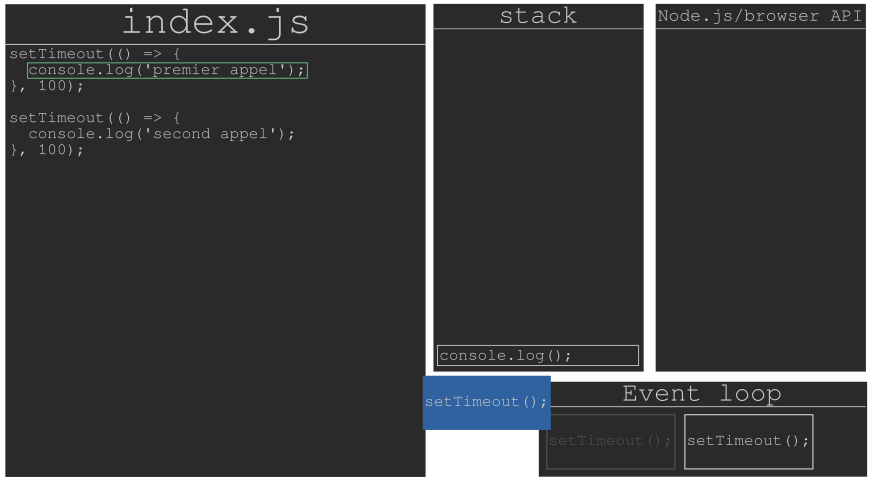 index.js
setTimeout(() => {
  console.log('premier appel');
}, 100);
setTimeout(() => {
  console.log('second appel');
}, 100);
stack
console.log();
Node.js/browser API
setTimeout();
Event loop
setTimeout();
setTimeout();